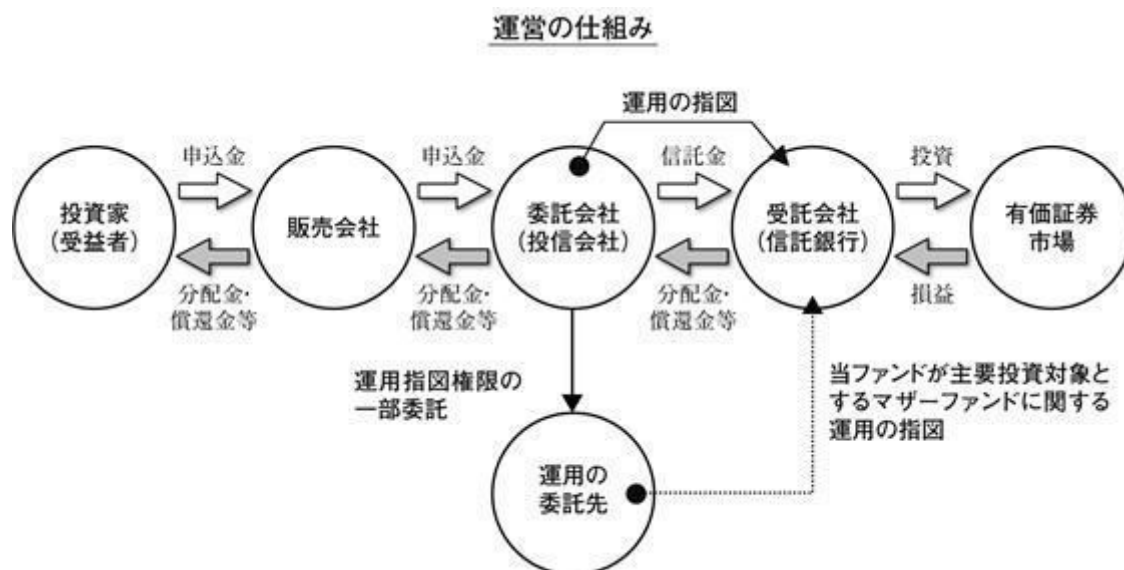 運営の仕組み
運用の指図
申込金
申込金
信託金
投資
投資家
(受益者)
販売会社
委託会社
(投信会社)
受託会社
(信託銀行)
有価証券
市場
分配金・
償還金等
分配金・
償還金等
分配金・
償還金等
損益
運用指図権限の
一部委託
当ファンドが主要投資対象と
するマザーファンドに関する
運用の指図
運用の
委託先